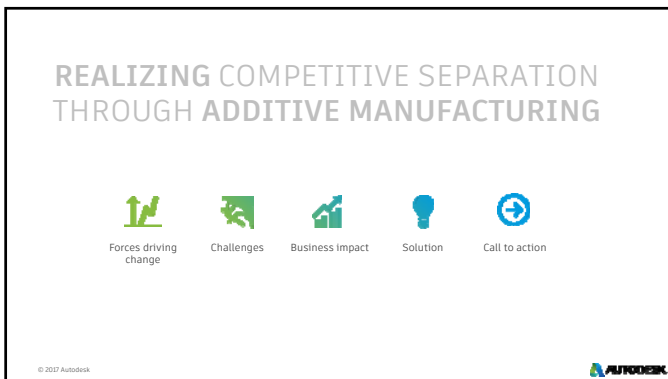 REALIZING COMPETITIVE SEPARATION
THROUGH ADDITIVE MANUFACTURING
Forces driving
change
Challenges
Business impact
Solution
Call to action
© 2017 Autodesk
AUTODESK